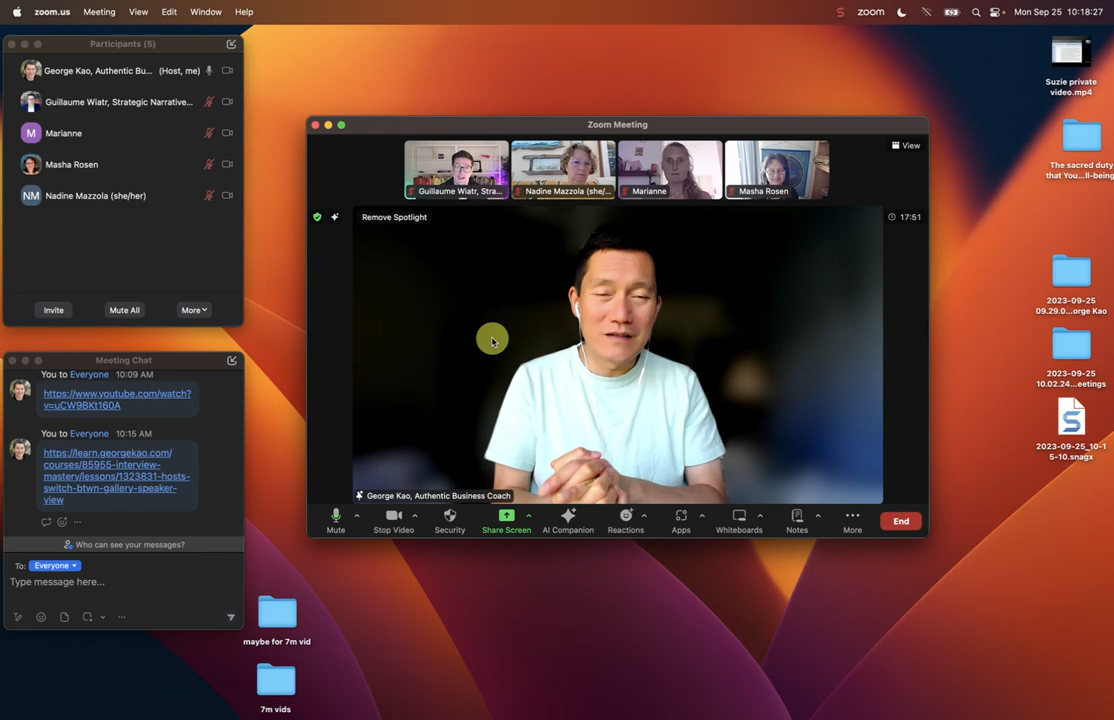 zoom.us Meeting View Edit Window Help
S zoom Mon Sep 25 10:18:27
Participants (5)
George Kao, Authentic Bu... (Host, me)
Guillaume Wiatr, Strategic Narrative...
M Marianne
Masha Rosen
NM Nadine Mazzola (she/her)
Invite Mute All More
Meeting Chat
You to Everyone 10:09 AM
https://www.youtube.com/watch?
v=uCW9BKt160A
You to Everyone 10:15 AM
https://learn.georgekao.com/
courses/85955-interview-
mastery/lessons/1323831-hosts-
switch-btwn-gallery-speaker-
view
Who can see your messages?
To: Everyone
Type message here...
Zoom Meeting
View
Guillaume Wiatr, Stra... Nadine Mazzola (she/... Marianne Masha Rosen
Remove Spotlight
17:51
George Kao, Authentic Business Coach
Mute Stop Video Security Share Screen AI Companion Reactions Apps Whiteboards Notes More End
Suzie private
video.mp4
The sacred duty
that You...ll-being
2023-09-25
09.29.0...orge Kao
2023-09-25
10.02.24...eetings
S
2023-09-25_10-1
5-10.snagx
maybe for 7m vid
7m vids